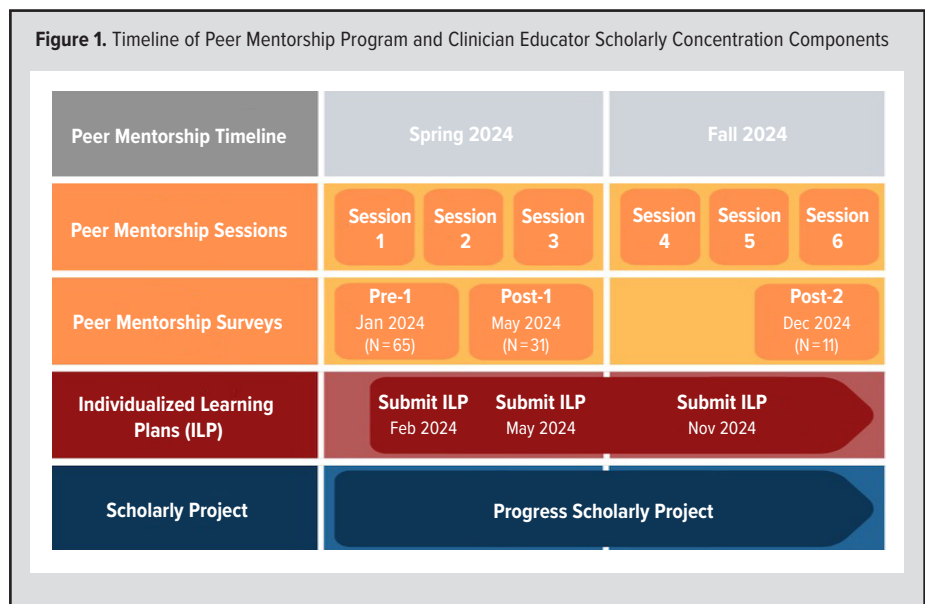 Figure 1. Timeline of Peer Mentorship Program and Clinician Educator Scholarly Concentration Components
Peer Mentorship Timeline
Spring 2024
Fall 2024
Peer Mentorship Sessions
Session
1
Session
2
Session
3
Session
4
Session
5
Session
6
Peer Mentorship Surveys
Pre-1
Jan 2024
(N=65)
Post-1
May 2024
(N=31)
Post-2
Dec 2024
(N=11)
Individualized Learning
Plans (ILP)
Submit ILP
Feb 2024
Submit ILP
May 2024
Submit ILP
Nov 2024
Scholarly Project
Progress Scholarly Project